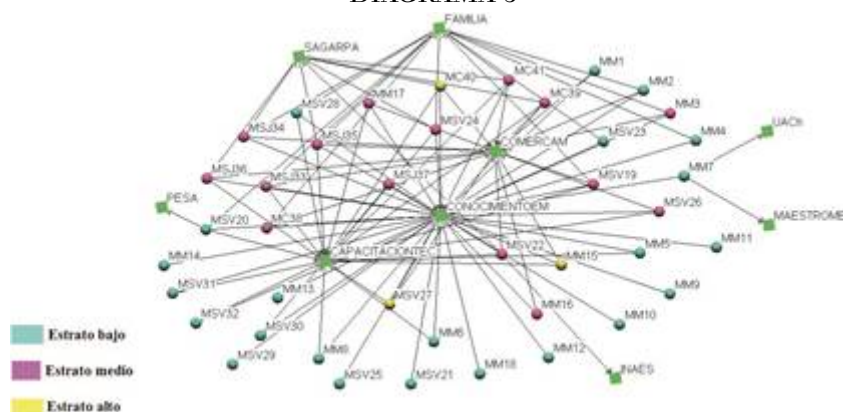 DIAGRAMA 3
FAMILIA
SAGARPA
MC40
MC41
MM1
MM2
MSV28
MM17
MC39
MM3
UACh
MSJ34
MSJ35
MSV24
COMERCAM
MSV23
MM4
MM7
MSJ36
MSJ33
MSJ37
MSV19
PESA
CONOCIMIENTOEM
MSV26
MAESTROME
MSV20
MC38
MM14
CAPACITACIONTEC
MSV22
MM15
MM5
MM11
MSV31
MM13
MSV27
MM9
MSV32
MSV30
MM16
MM10
Estrato bajo
MSV29
MM8
MM6
MM12
MSV25
MSV21
MM18
JNAES
Estrato medio
Estrato alto